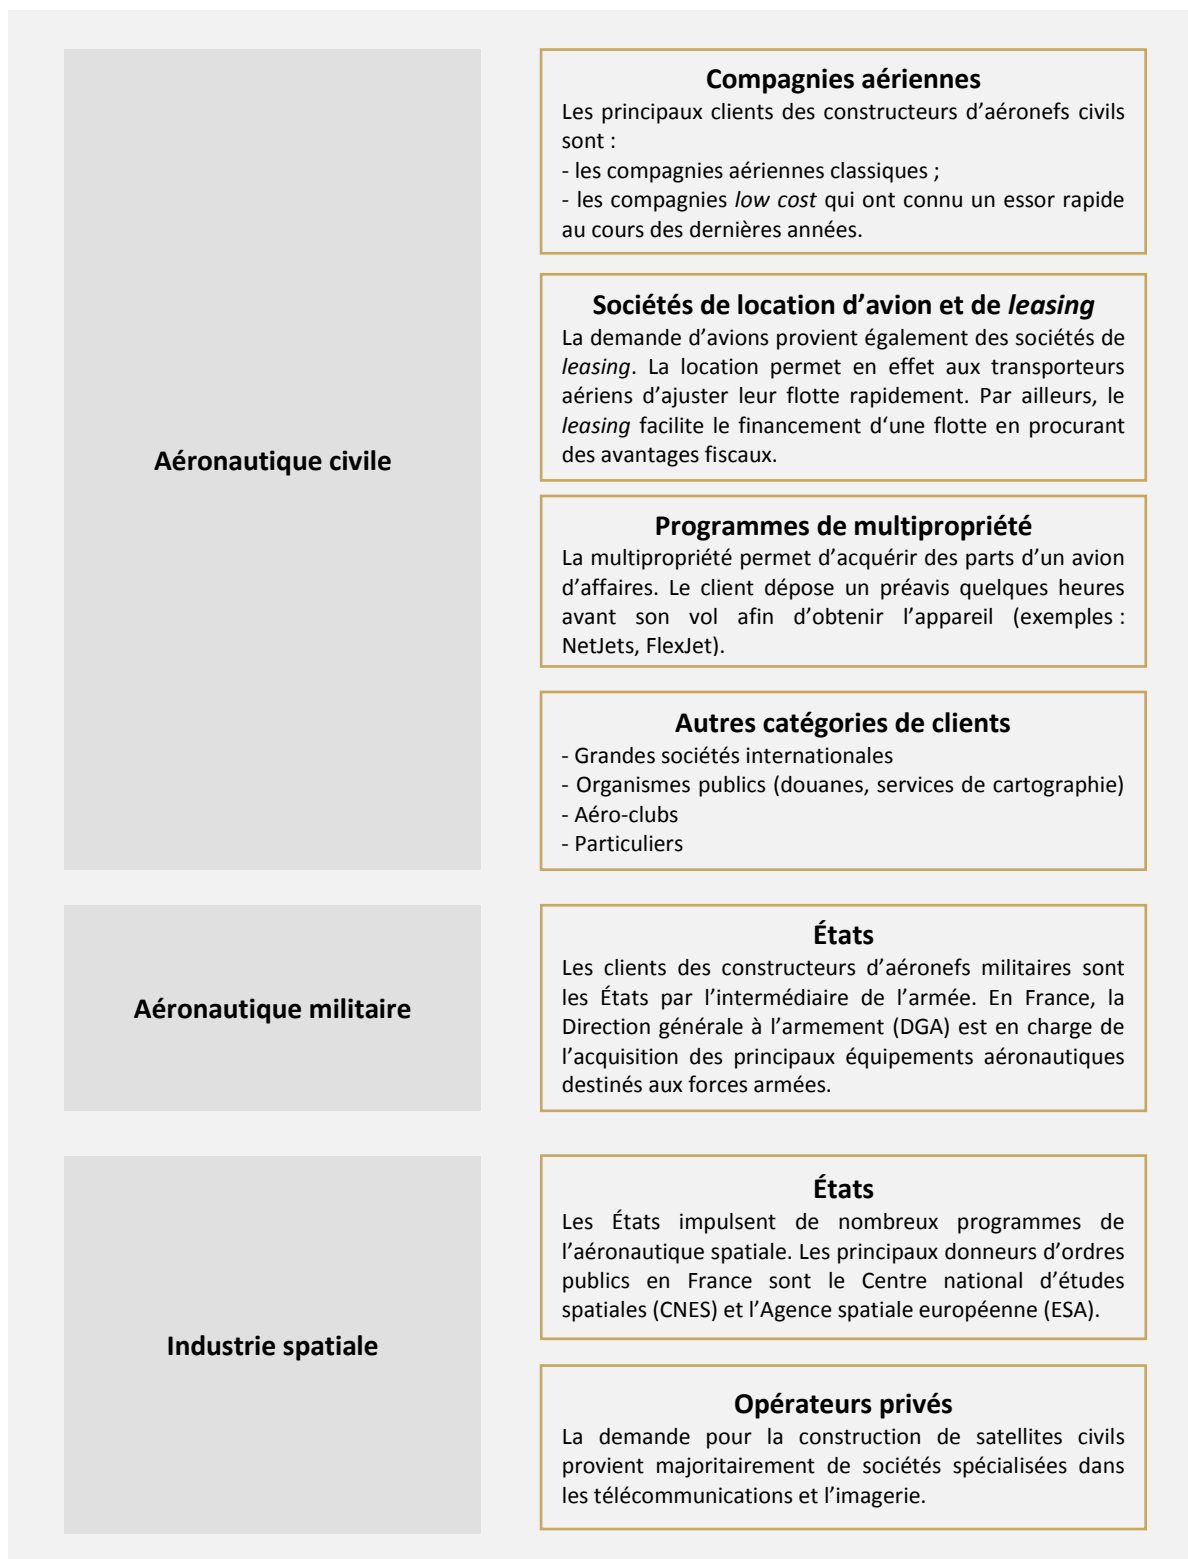 Aéronautique civile
Compagnies aériennes
Les principaux clients des constructeurs d’aéronefs civils
sont :
- les compagnies aériennes classiques ;
- les compagnies low cost qui ont connu un essor rapide
au cours des dernières années.
Sociétés de location d’avion et de leasing
La demande d’avions provient également des sociétés de
leasing. La location permet en effet aux transporteurs
aériens d’ajuster leur flotte rapidement. Par ailleurs, le
leasing facilite le financement d‘une flotte en procurant
des avantages fiscaux.
Programmes de multipropriété
La multipropriété permet d’acquérir des parts d’un avion
d’affaires. Le client dépose un préavis quelques heures
avant son vol afin d’obtenir l’appareil (exemples :
NetJets, FlexJet).
Autres catégories de clients
- Grandes sociétés internationales
- Organismes publics (douanes, services de cartographie)
- Aéro-clubs
- Particuliers
Aéronautique militaire
États
Les clients des constructeurs d’aéronefs militaires sont
les États par l’intermédiaire de l’armée. En France, la
Direction générale à l’armement (DGA) est en charge de
l’acquisition des principaux équipements aéronautiques
destinés aux forces armées.
Industrie spatiale
États
Les États impulsent de nombreux programmes de
l’aéronautique spatiale. Les principaux donneurs d’ordres
publics en France sont le Centre national d’études
spatiales (CNES) et l’Agence spatiale européenne (ESA).
Opérateurs privés
La demande pour la construction de satellites civils
provient majoritairement de sociétés spécialisées dans
les télécommunications et l’imagerie.